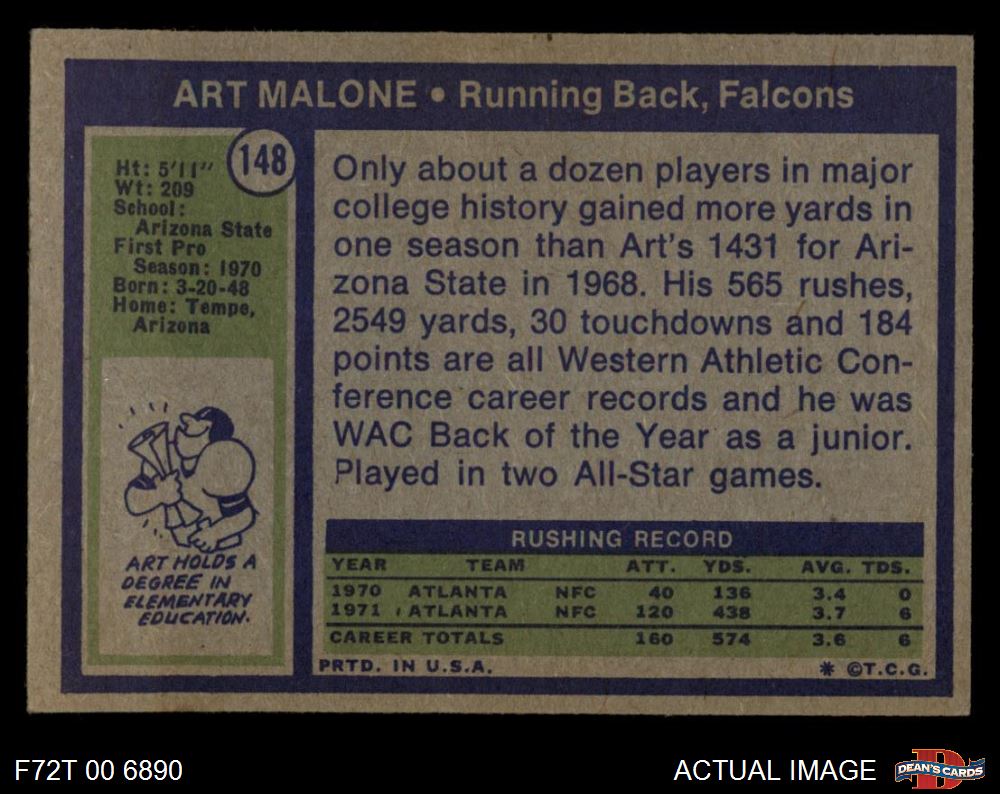 ART MALONE • Running Back, Falcons
148
Ht: 5'11"
Wt: 209
School:
Arizona State
First Pro
Season: 1970
Born: 3-20-48
Home: Tempe,
Arizona
ART HOLDS A
DEGREE IN
ELEMENTARY
EDUCATION.
Only about a dozen players in major
college history gained more yards in
one season than Art's 1431 for Ari-
zona State in 1968. His 565 rushes,
2549 yards, 30 touchdowns and 184
points are all Western Athletic Con-
ference career records and he was
WAC Back of the Year as a junior.
Played in two All-Star games.
RUSHING RECORD
YEAR TEAM ATT. YDS. AVG. TDS.
1970 ATLANTA NFC 40 136 3.4 0
1971 ATLANTA NFC 120 438 3.7 6
CAREER TOTALS 160 574 3.6 6
PRTD. IN U.S.A. * ©T.C.G.
F72T 00 6890 ACTUAL IMAGE DEAN'S CARDS